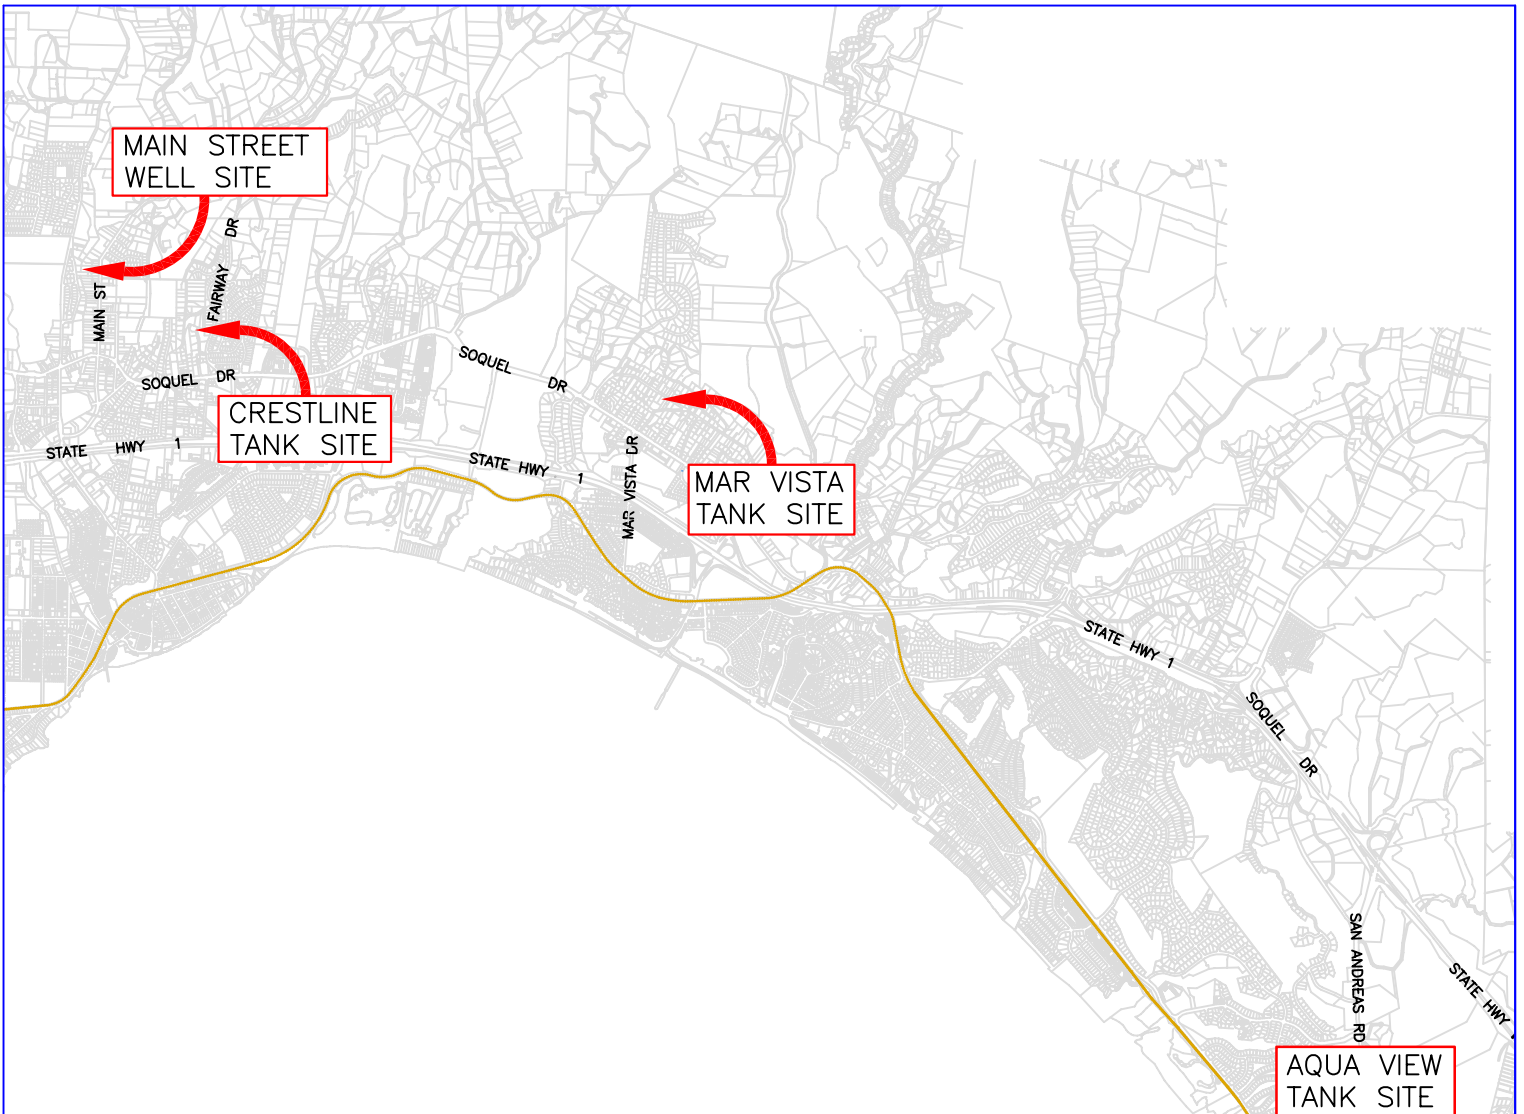 MAIN STREET
WELL SITE
FAIRWAY DR
MAIN ST
SOQUEL DR
SOQUEL DR
CRESTLINE
TANK SITE
STATE HWY 1
STATE HWY 1
MAR VISTA DR
MAR VISTA
TANK SITE
STATE HWY 1
SOQUEL DR
SAN ANDREAS RD
STATE HWY
AQUA VIEW
TANK SITE